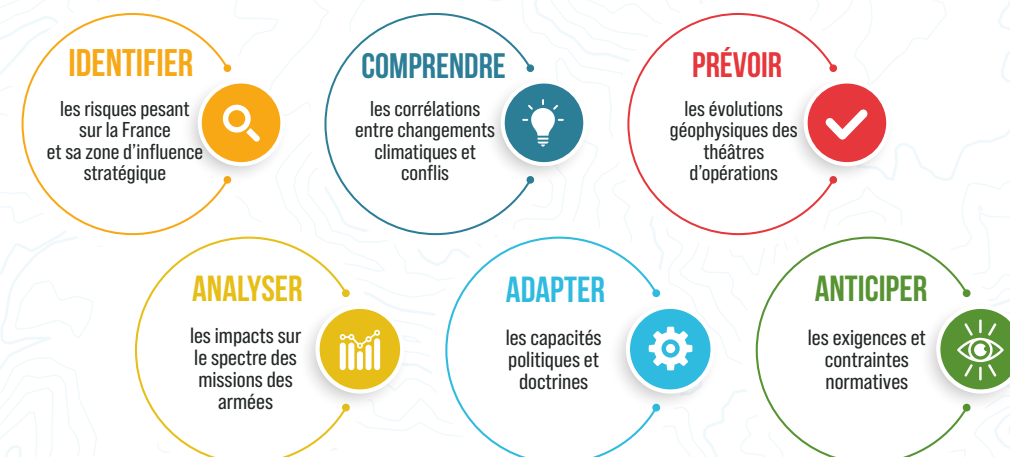 IDENTIFIER
les risques pesant
sur la France
et sa zone d'influence
stratégique
COMPRENDRE
les corrélations
entre changements
climatiques et
conflis
PRÉVOIR
les évolutions
géophysiques des
théâtres
d'opérations
ANALYSER
les impacts sur
le spectre des
missions des
armées
ADAPTER
les capacités
politiques et
doctrines
ANTICIPER
les exigences et
contraintes
normatives